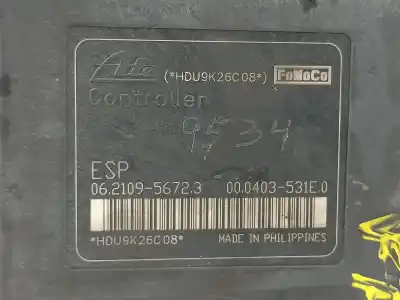 Ate (*HDU9K26C08*) FoMoCo
Controller
9534
ESP
06.2109-5672.3 00.0403-531E.0
*HDU9K26C08* MADE IN PHILIPPINES